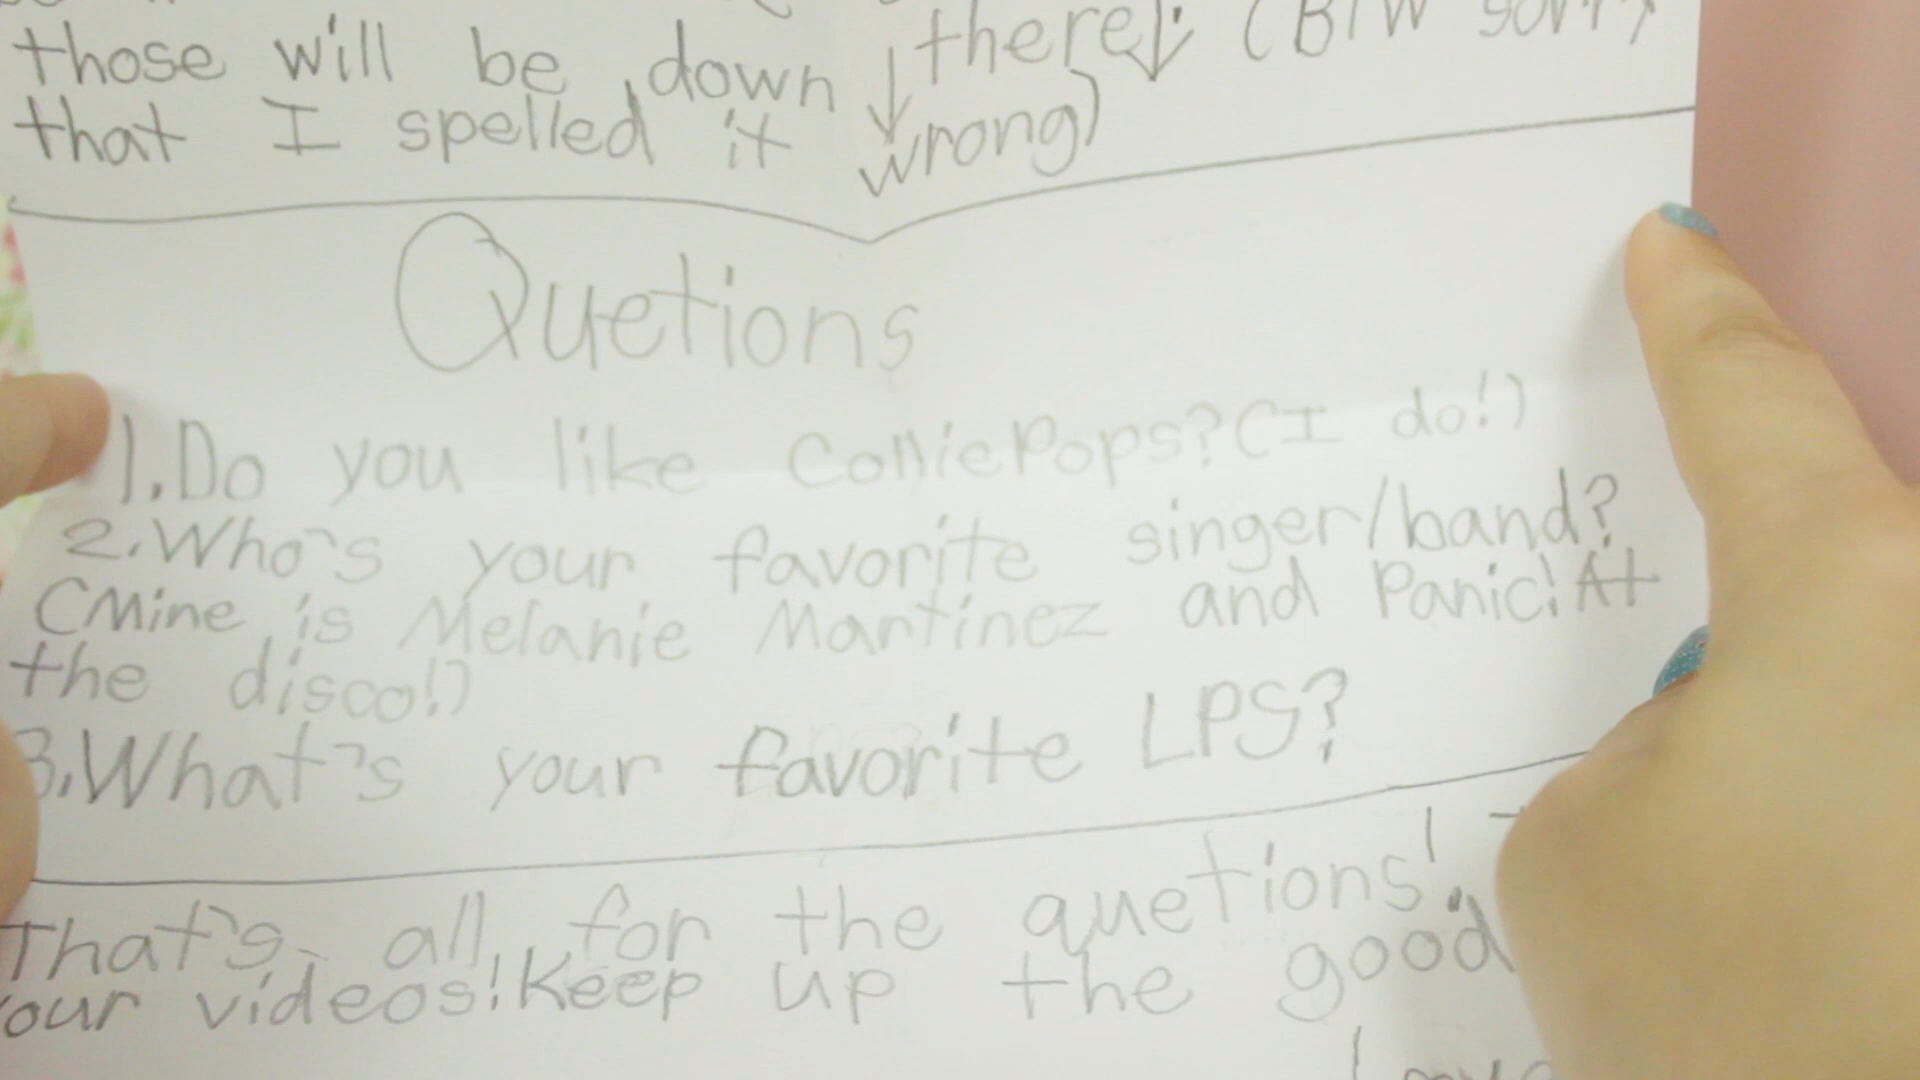 those will be down ↓ there! ↓ (BTW sorry
that I spelled it wrong)
Quetions
1.Do you like ColliePops?(I do!)
2.Who's your favorite singer/band?
(Mine is Melanie Martinez and Panic! At
the disco!)
3.What's your favorite LPS?
That's all for the quetions!
your videos! Keep up the good